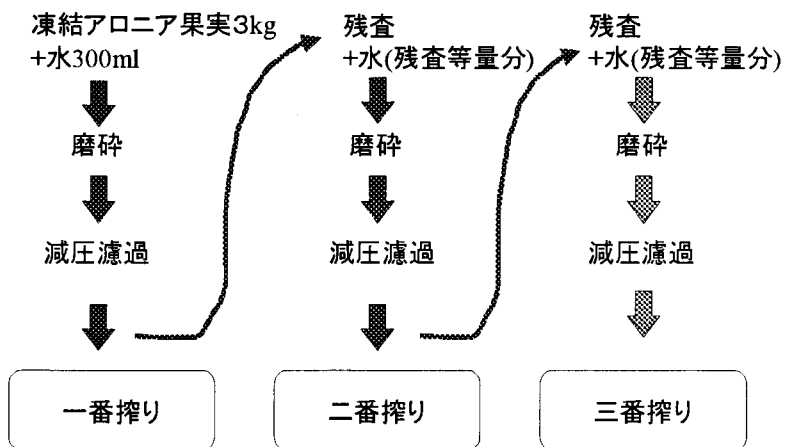 凍結アロニア果実3kg
+水300ml
磨砕
減圧濾過
一番搾り
残査
+水(残査等量分)
磨砕
減圧濾過
二番搾り
残査
+水(残査等量分)
磨砕
減圧濾過
三番搾り